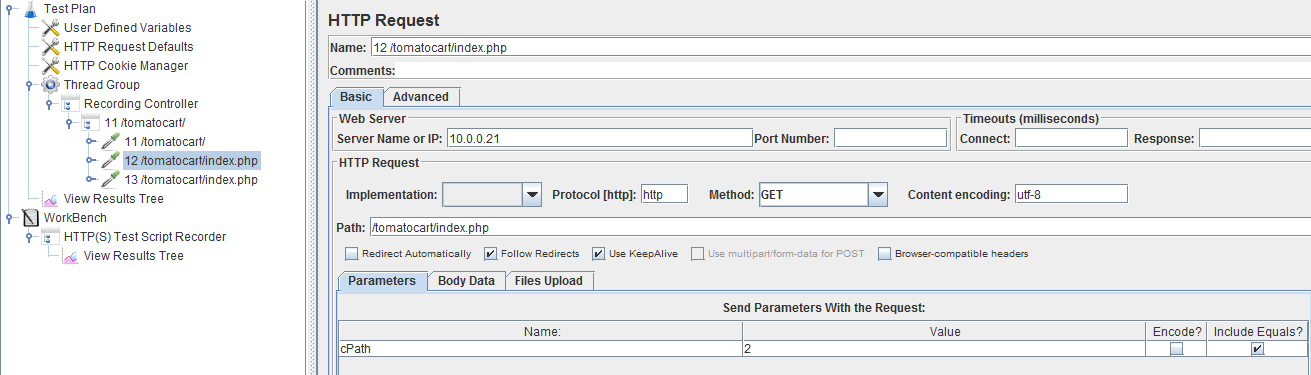 Test Plan
User Defined Variables
HTTP Request Defaults
HTTP Cookie Manager
Thread Group
Recording Controller
11 /tomatocart/
11 /tomatocart/
12 /tomatocart/index.php
13 /tomatocart/index.php
View Results Tree
WorkBench
HTTP(S) Test Script Recorder
View Results Tree
HTTP Request
Name: 12 /tomatocart/index.php
Comments:
Basic Advanced
Web Server Timeouts (milliseconds)
Server Name or IP: 10.0.0.21 Port Number: Connect: Response:
HTTP Request
Implementation: Protocol [http]: http Method: GET Content encoding: utf-8
Path: /tomatocart/index.php
Redirect Automatically Follow Redirects Use KeepAlive Use multipart/form-data for POST Browser-compatible headers
Parameters Body Data Files Upload
Send Parameters With the Request:
Name: Value Encode? Include Equals?
cPath 2